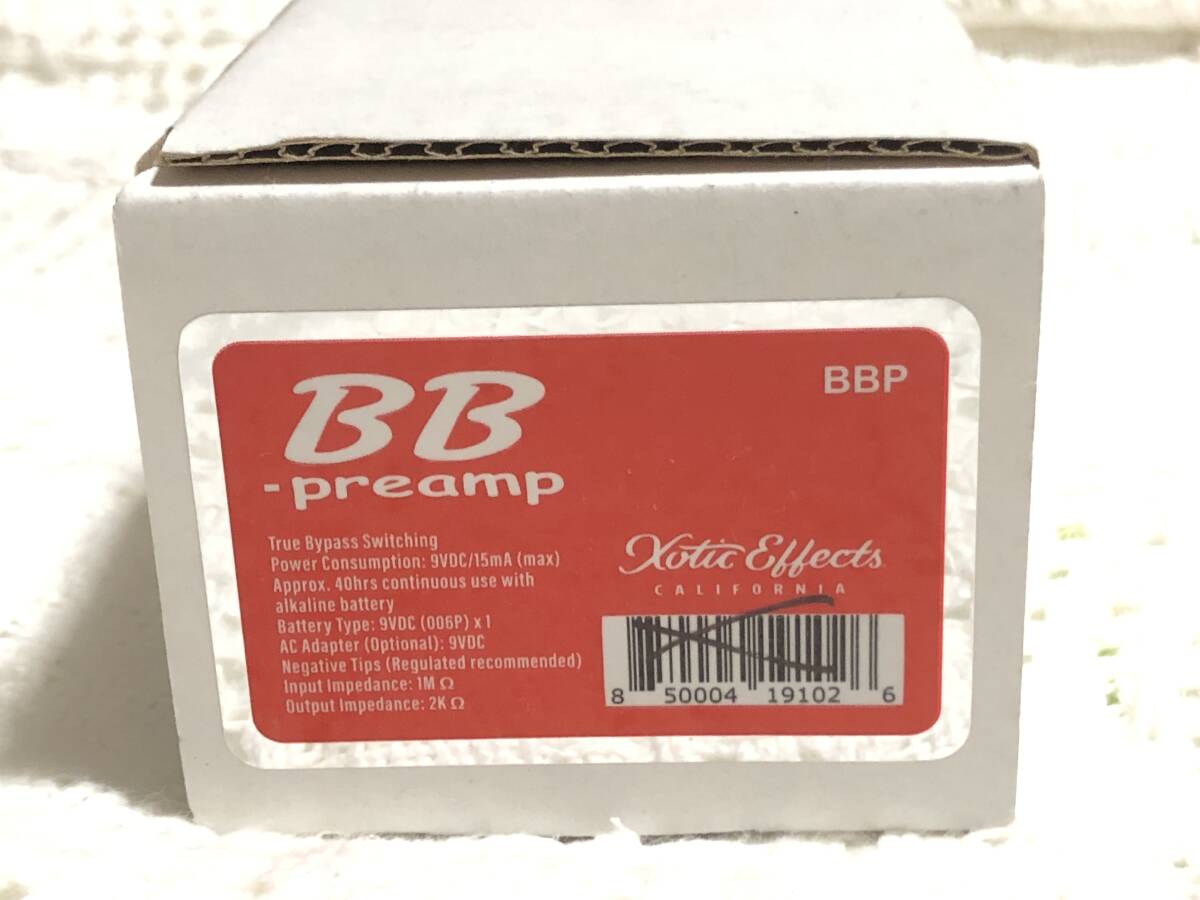 BB
-preamp
BBP
True Bypass Switching
Power Consumption: 9VDC/15mA (max)
Approx. 40hrs continuous use with
alkaline battery
Battery Type: 9VDC (006P) x 1
AC Adapter (Optional): 9VDC
Negative Tips (Regulated recommended)
Input Impedance: 1M Ω
Output Impedance: 2K Ω
Xotic Effects
CALIFORNIA
8 50004 19102 6